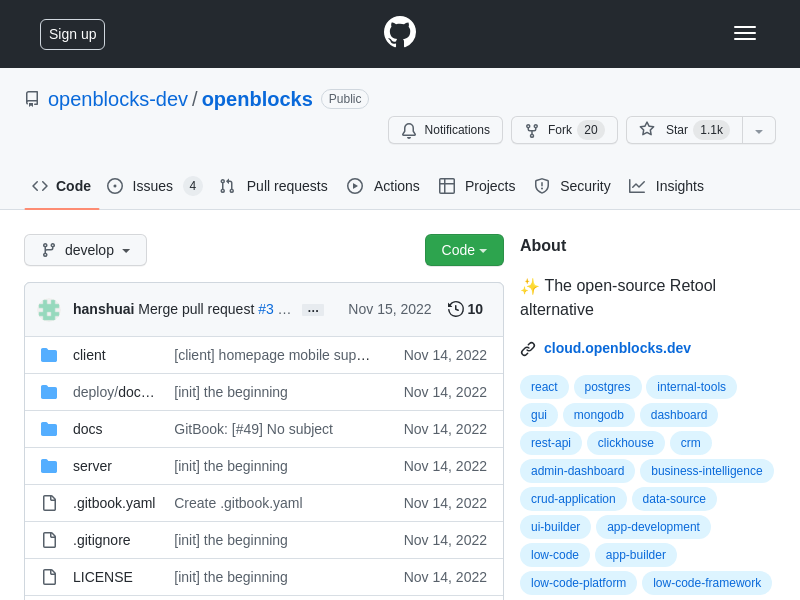 Sign up
openblocks-dev / openblocks Public
Notifications Fork 20 Star 1.1k
Code Issues 4 Pull requests Actions Projects Security Insights
develop Code
hanshuai Merge pull request #3 … ... Nov 15, 2022 10
client [client] homepage mobile sup… Nov 14, 2022
deploy/doc… [init] the beginning Nov 14, 2022
docs GitBook: [#49] No subject Nov 14, 2022
server [init] the beginning Nov 14, 2022
.gitbook.yaml Create .gitbook.yaml Nov 14, 2022
.gitignore [init] the beginning Nov 14, 2022
LICENSE [init] the beginning Nov 14, 2022
About
✨ The open-source Retool
alternative
cloud.openblocks.dev
react postgres internal-tools
gui mongodb dashboard
rest-api clickhouse crm
admin-dashboard business-intelligence
crud-application data-source
ui-builder app-development
low-code app-builder
low-code-platform low-code-framework